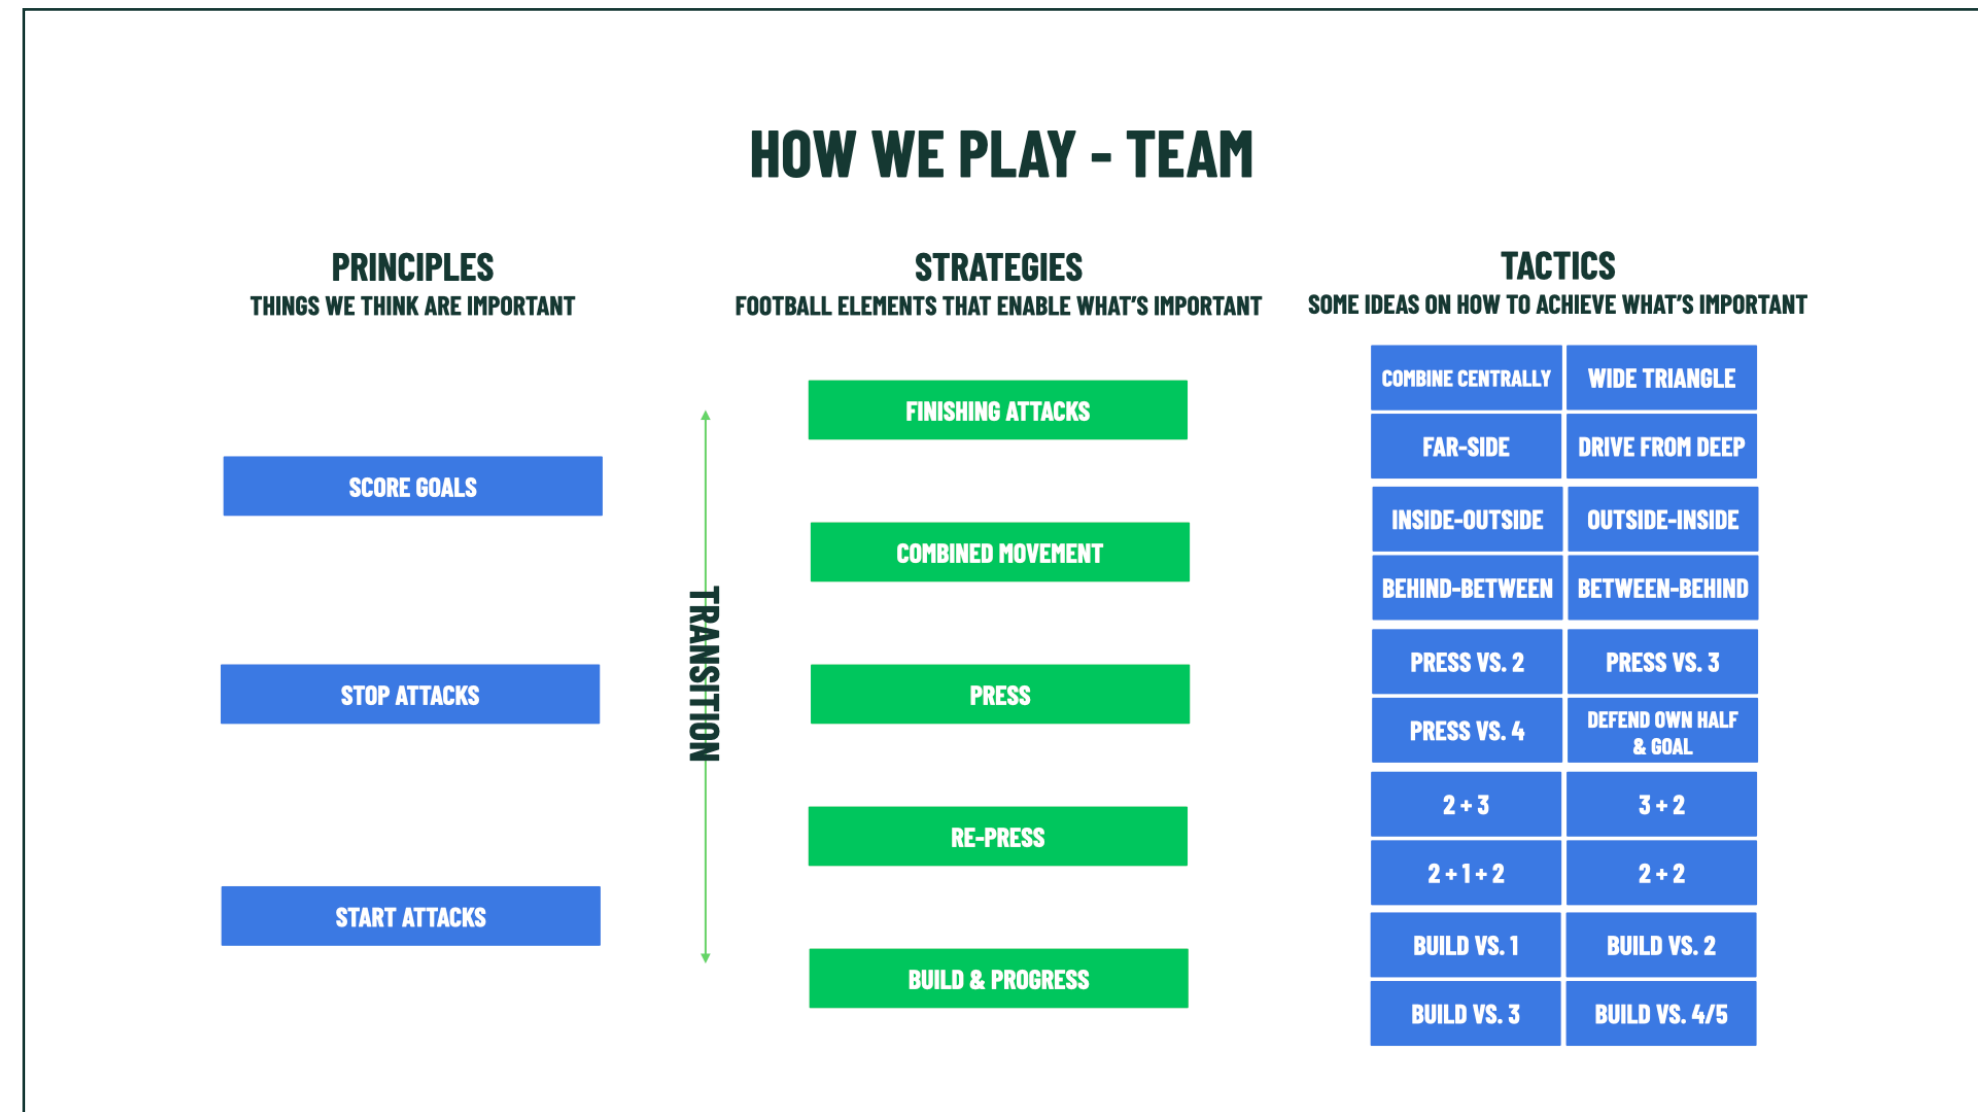 HOW WE PLAY - TEAM
PRINCIPLES
THINGS WE THINK ARE IMPORTANT
SCORE GOALS
STOP ATTACKS
START ATTACKS
TRANSITION
STRATEGIES
FOOTBALL ELEMENTS THAT ENABLE WHAT'S IMPORTANT
FINISHING ATTACKS
COMBINED MOVEMENT
PRESS
RE-PRESS
BUILD & PROGRESS
TACTICS
SOME IDEAS ON HOW TO ACHIEVE WHAT'S IMPORTANT
COMBINE CENTRALLY
WIDE TRIANGLE
FAR-SIDE
DRIVE FROM DEEP
INSIDE-OUTSIDE
OUTSIDE-INSIDE
BEHIND-BETWEEN
BETWEEN-BEHIND
PRESS VS. 2
PRESS VS. 3
PRESS VS. 4
DEFEND OWN HALF
& GOAL
2 + 3
3 + 2
2 + 1 + 2
2 + 2
BUILD VS. 1
BUILD VS. 2
BUILD VS. 3
BUILD VS. 4/5